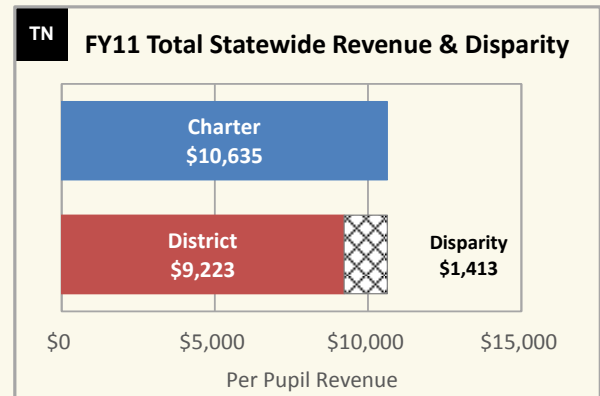 TN
FY11 Total Statewide Revenue & Disparity
Charter
$10,635
District
$9,223
Disparity
$1,413
$0 $5,000 $10,000 $15,000
Per Pupil Revenue